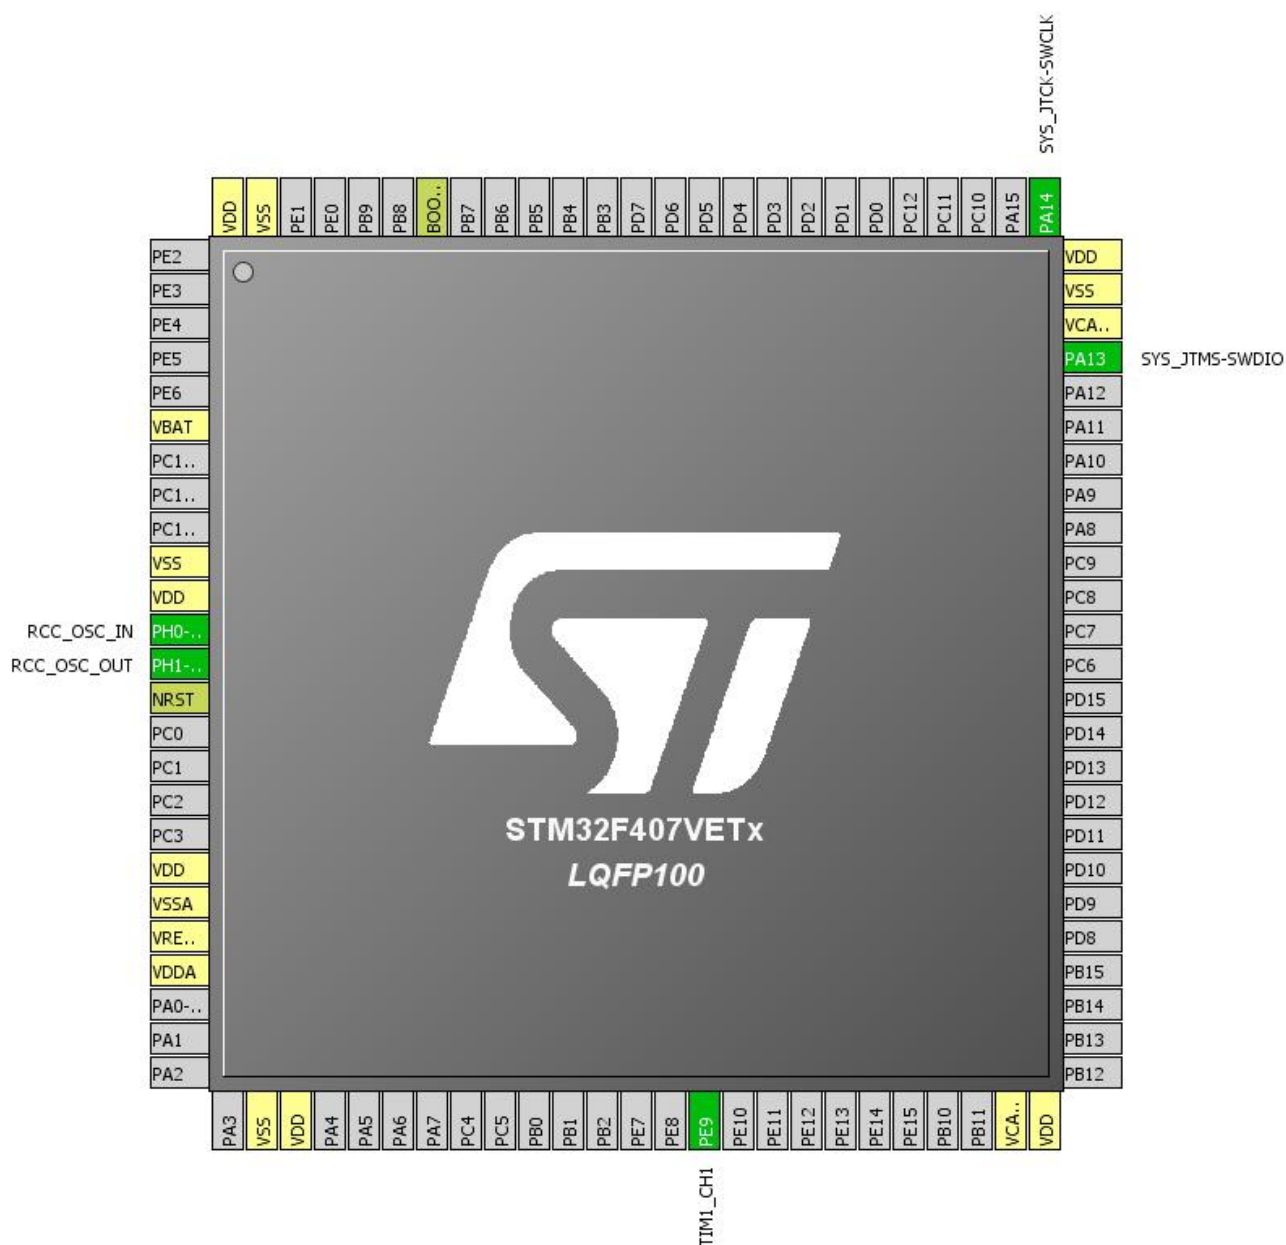 SYS_JTCK-SWCLK
VDD
VSS
PE1
PE0
PB9
PB8
BOO..
PB7
PB6
PB5
PB4
PB3
PD7
PD6
PD5
PD4
PD3
PD2
PD1
PD0
PC12
PC11
PC10
PA15
PA14
PE2
PE3
PE4
PE5
PE6
VBAT
PC1..
PC1..
PC1..
VSS
VDD
RCC_OSC_IN PH0-..
RCC_OSC_OUT PH1-..
NRST
PC0
PC1
PC2
PC3
VDD
VSSA
VRE..
VDDA
PA0-..
PA1
PA2
STM32F407VETx
LQFP100
VDD
VSS
VCA..
PA13 SYS_JTMS-SWDIO
PA12
PA11
PA10
PA9
PA8
PC9
PC8
PC7
PC6
PD15
PD14
PD13
PD12
PD11
PD10
PD9
PD8
PB15
PB14
PB13
PB12
PA3
VSS
VDD
PA4
PA5
PA6
PA7
PC4
PC5
PB0
PB1
PB2
PE7
PE8
PE9
PE10
PE11
PE12
PE13
PE14
PE15
PB10
PB11
VCA..
VDD
TIM1_CH1